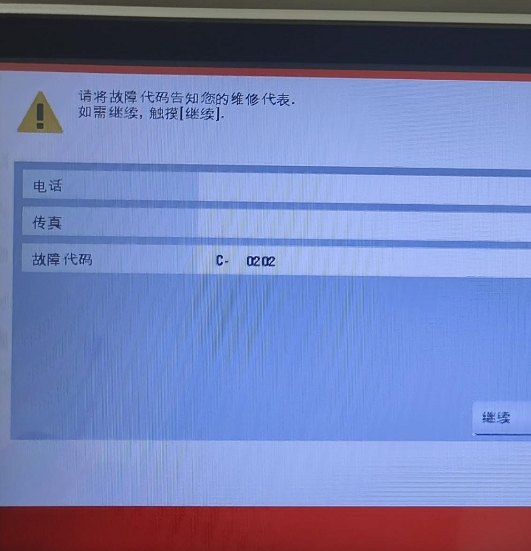 请将故障代码告知您的维修代表.
如需继续, 触摸[继续].
电话
传真
故障代码 C- 0202
继续